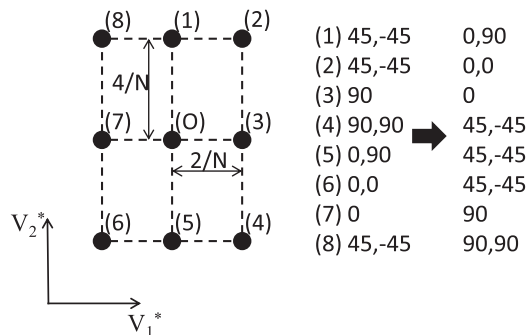 (8) (1) (2)
4/N
(7) (O) (3)
2/N
(6) (5) (4)
V2*
V1*
(1) 45,-45 0,90
(2) 45,-45 0,0
(3) 90 0
(4) 90,90 45,-45
(5) 0,90 45,-45
(6) 0,0 45,-45
(7) 0 90
(8) 45,-45 90,90